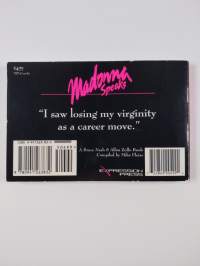 Madonna
Speaks
"I saw losing my virginity
as a career move."
A Bruce Nash & Allan Zullo Book
Compiled by Mike Fleiss
EXPRESSION
PRESS